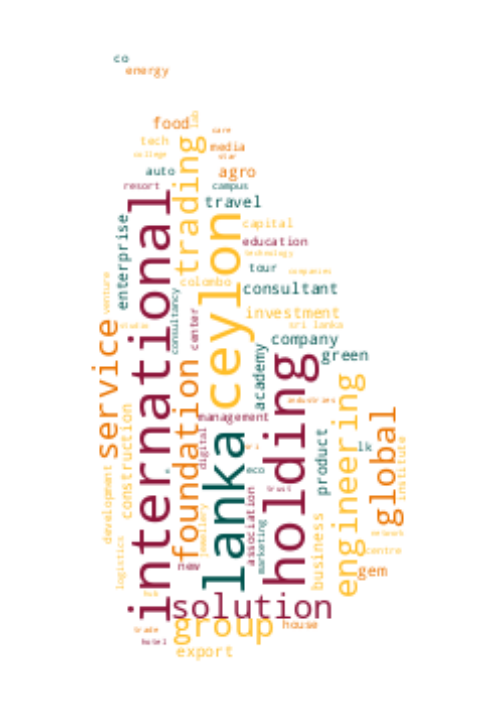 co
energy
food
lab
care
tech
media
college
star
auto
agro
resort
campus
travel
trading
international
ceylon
capital
enterprise
education
technology
tour
companies
venture
colombo
consultant
investment
sri lanka
studio
consultancy
center
company
green
service
academy
holding
foundation
industries
engineering
global
management
construction
lanka
digital
product
lk
institute
eco
development
trust
association
marketing
jewellery
business
network
centre
logistics
new
gem
hub
solution
group
house
trade
hotel
export